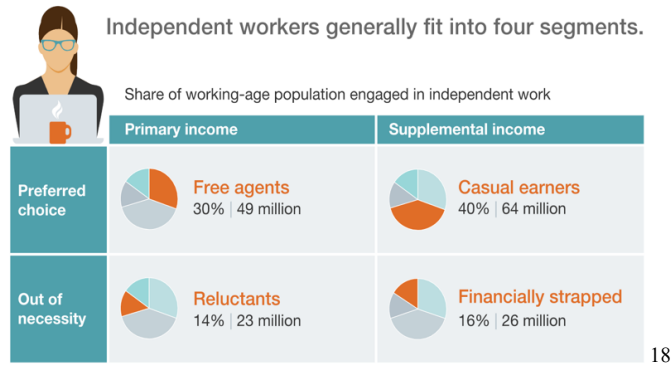 Independent workers generally fit into four segments.
Share of working-age population engaged in independent work
Primary income
Supplemental income
Preferred
choice
Free agents
30% | 49 million
Casual earners
40% | 64 million
Out of
necessity
Reluctants
14% | 23 million
Financially strapped
16% | 26 million
18